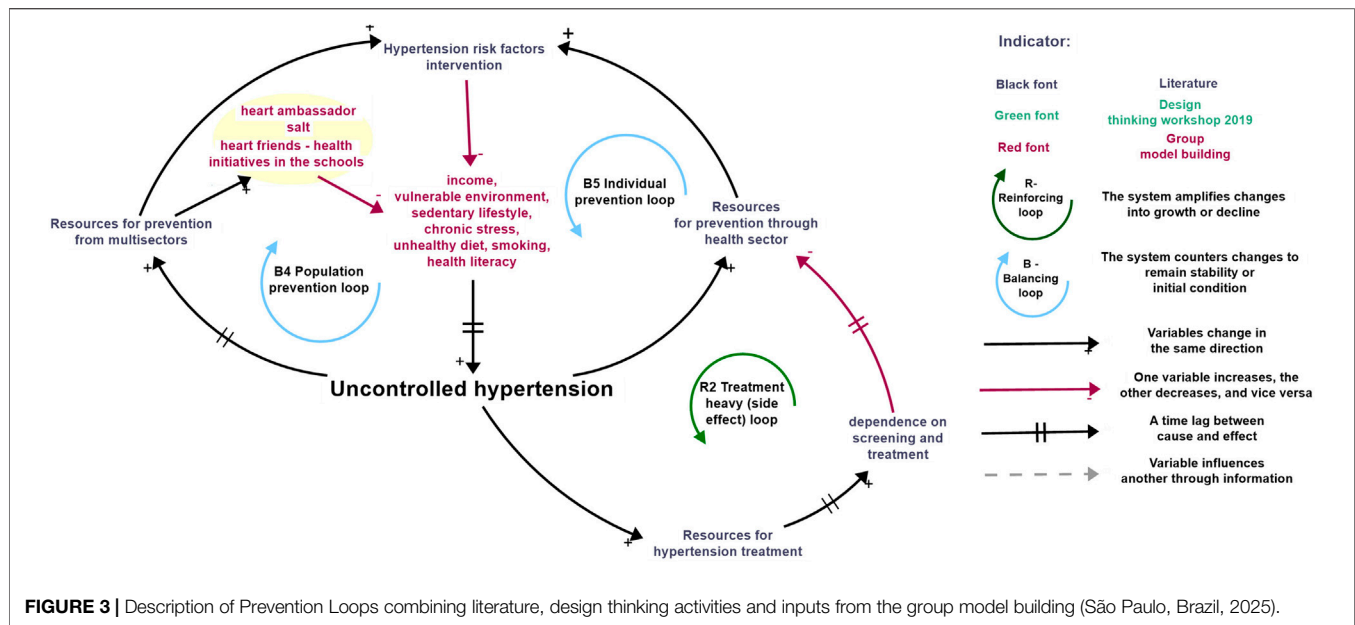 Hypertension risk factors
intervention
heart ambassador
salt
heart friends - health
initiatives in the schools
income,
vulnerable environment,
sedentary lifestyle,
chronic stress,
unhealthy diet, smoking,
health literacy
B5 Individual
prevention loop
Resources for prevention
from multisectors
Resources
for prevention through
health sector
B4 Population
prevention loop
Uncontrolled hypertension
R2 Treatment
heavy (side
effect) loop
dependence on
screening and
treatment
Resources for
hypertension treatment
Indicator:
Black font
Literature
Green font
Design
thinking workshop 2019
Red font
Group
model building
R-
Reinforcing
loop
The system amplifies changes
into growth or decline
B -
Balancing
loop
The system counters changes to
remain stability or
initial condition
Variables change in
the same direction
One variable increases, the
other decreases, and vice versa
A time lag between
cause and effect
Variable influences
another through information
FIGURE 3 | Description of Prevention Loops combining literature, design thinking activities and inputs from the group model building (São Paulo, Brazil, 2025).